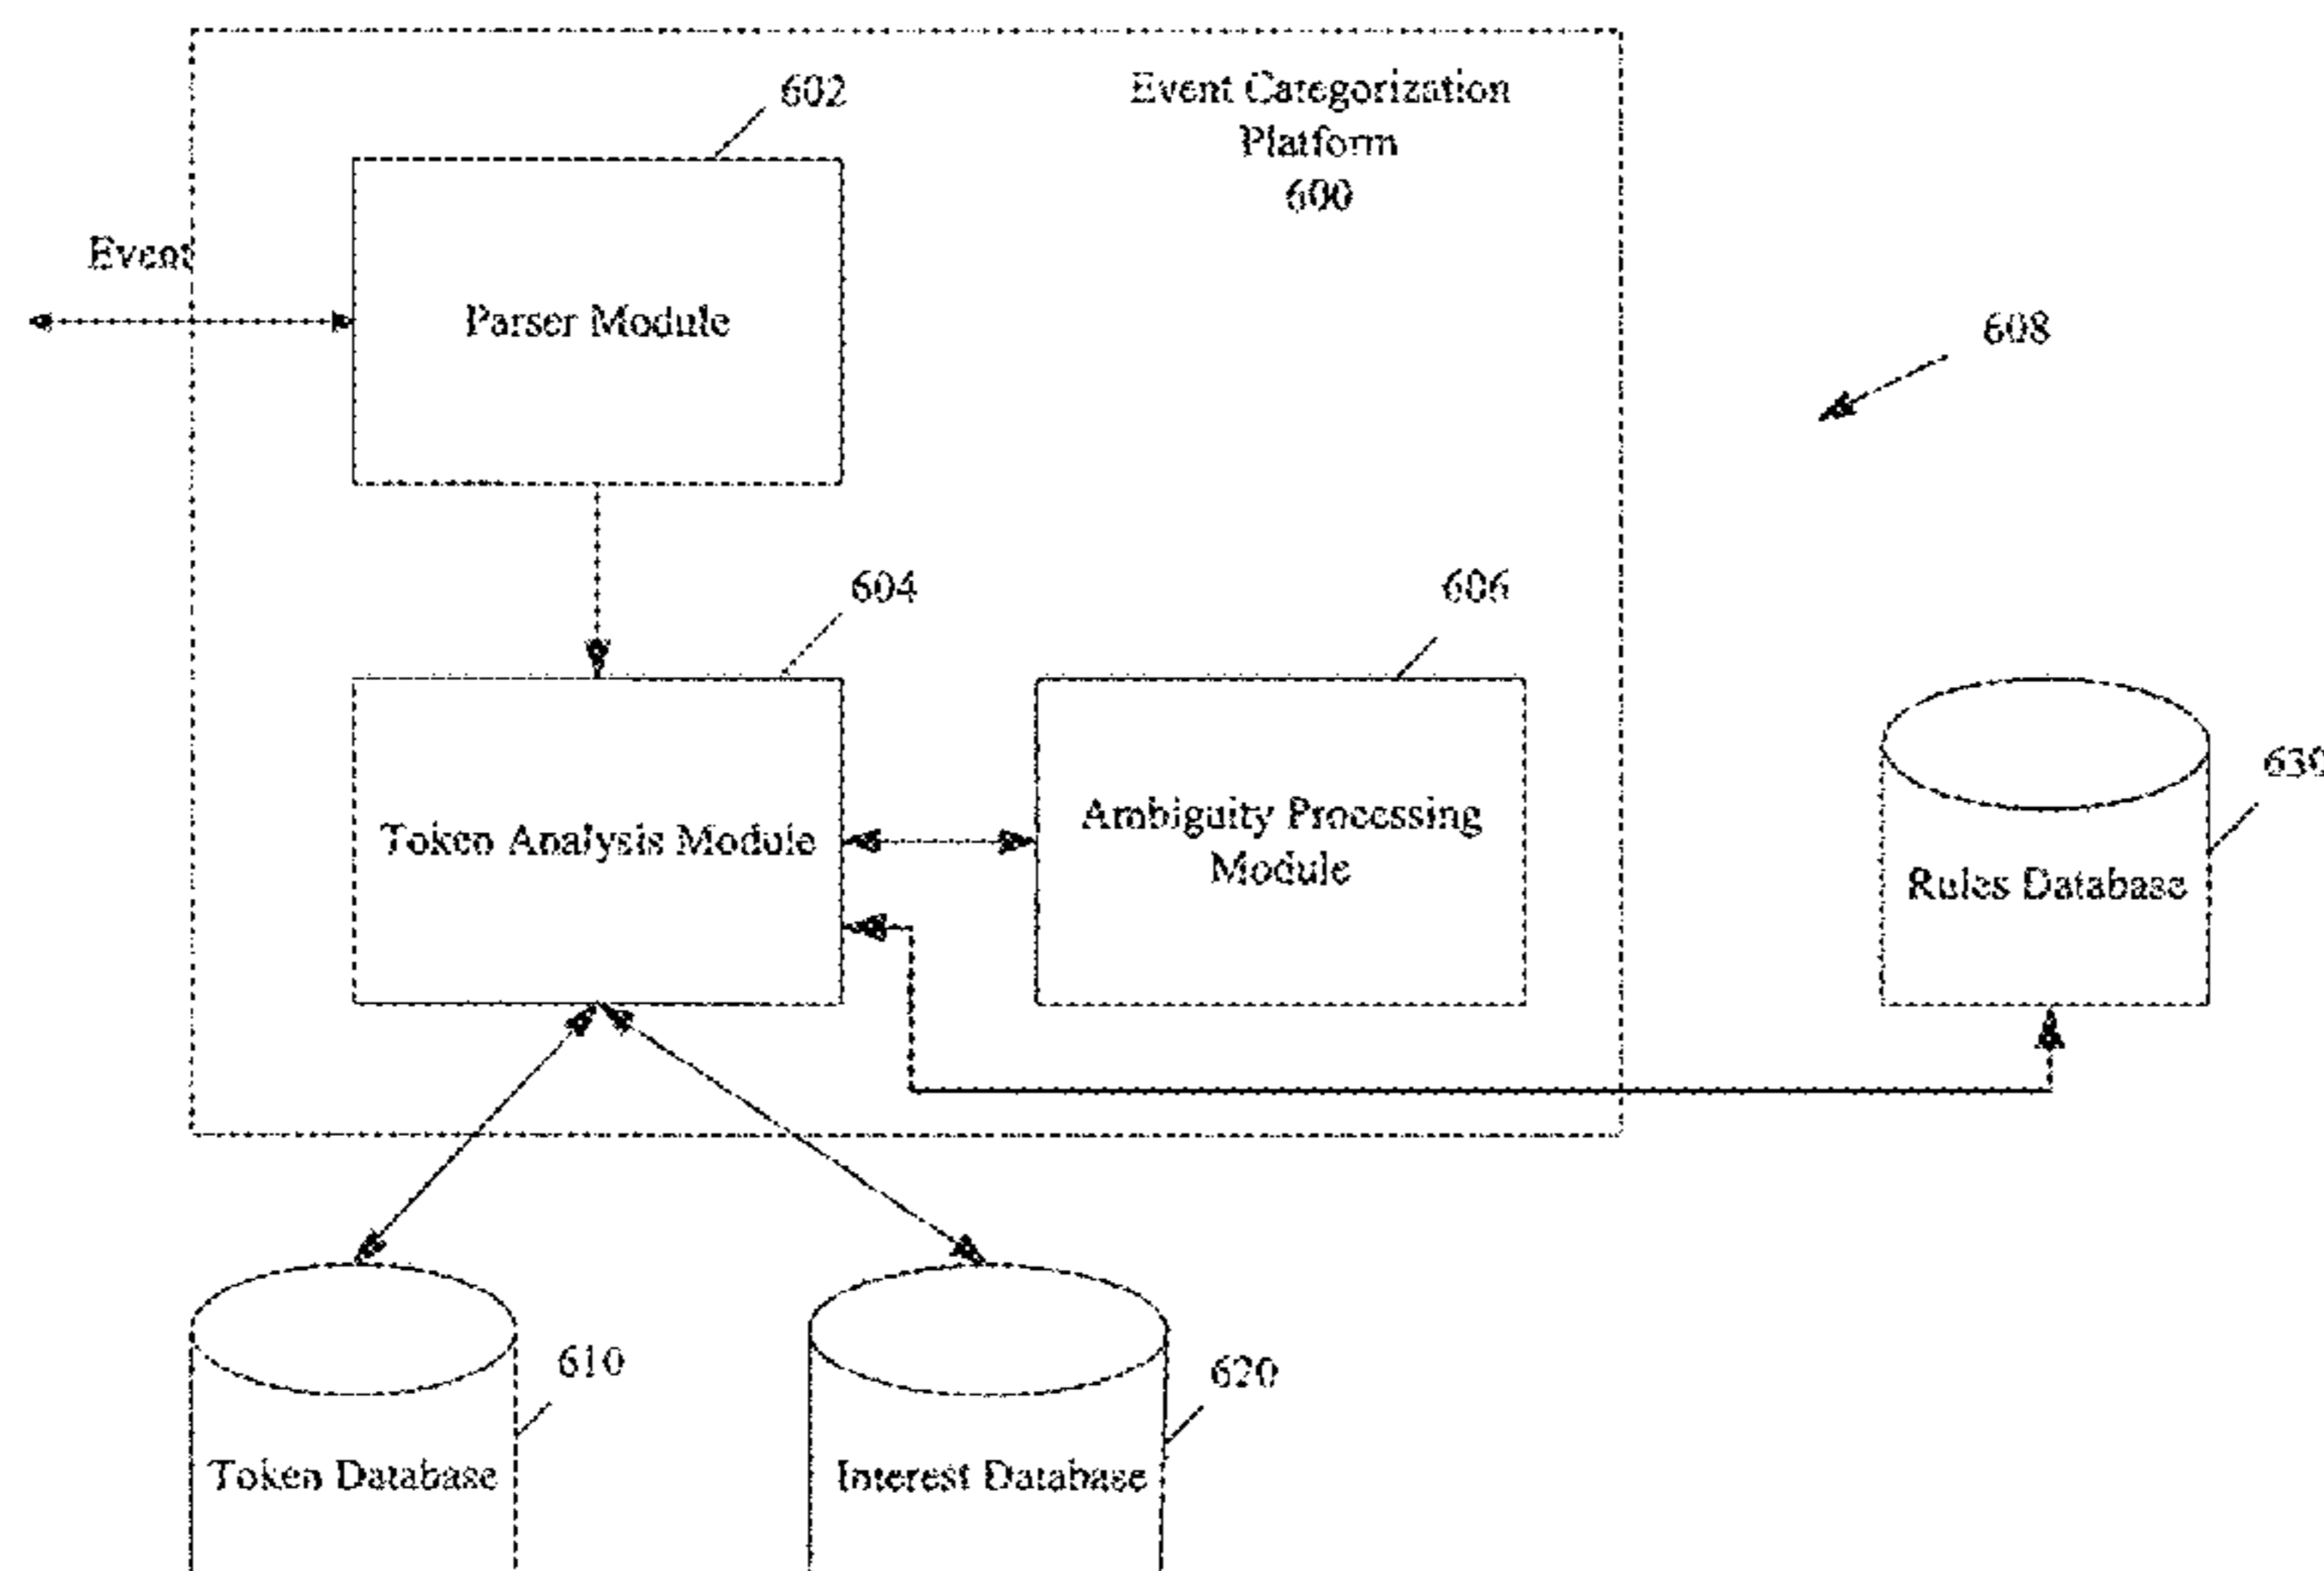 602
Event Categorization
Platform
600
Event
Parser Module
608
604
606
Token Analysis Module
Ambiguity Processing
Module
630
Rules Database
610
620
Token Database
Interest Database